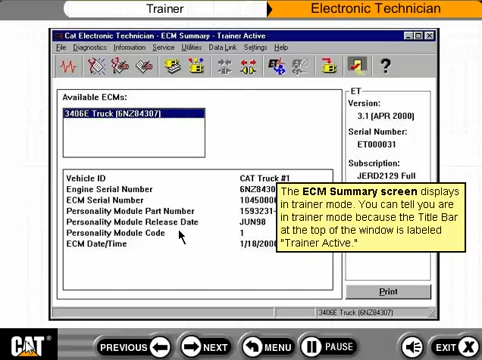 Trainer
Electronic Technician
Cat Electronic Technician - ECM Summary - Trainer Active
File Diagnostics Information Service Utilities Data Link Settings Help
Available ECMs:
3406E Truck (6NZ84307)
ET
Version:
3.1 (APR 2000)
Serial Number:
ET000031
Subscription:
JERD2129 Full
Vehicle ID CAT Truck #1
Engine Serial Number 6NZ8430
ECM Serial Number 1045000
Personality Module Part Number 1593231-
Personality Module Release Date JUN98
Personality Module Code 1
ECM Date/Time 1/18/200
The ECM Summary screen displays
in trainer mode. You can tell you are
in trainer mode because the Title Bar
at the top of the window is labeled
"Trainer Active."
Print
3406E Truck (6NZ84307)
CAT® PREVIOUS NEXT MENU PAUSE EXIT